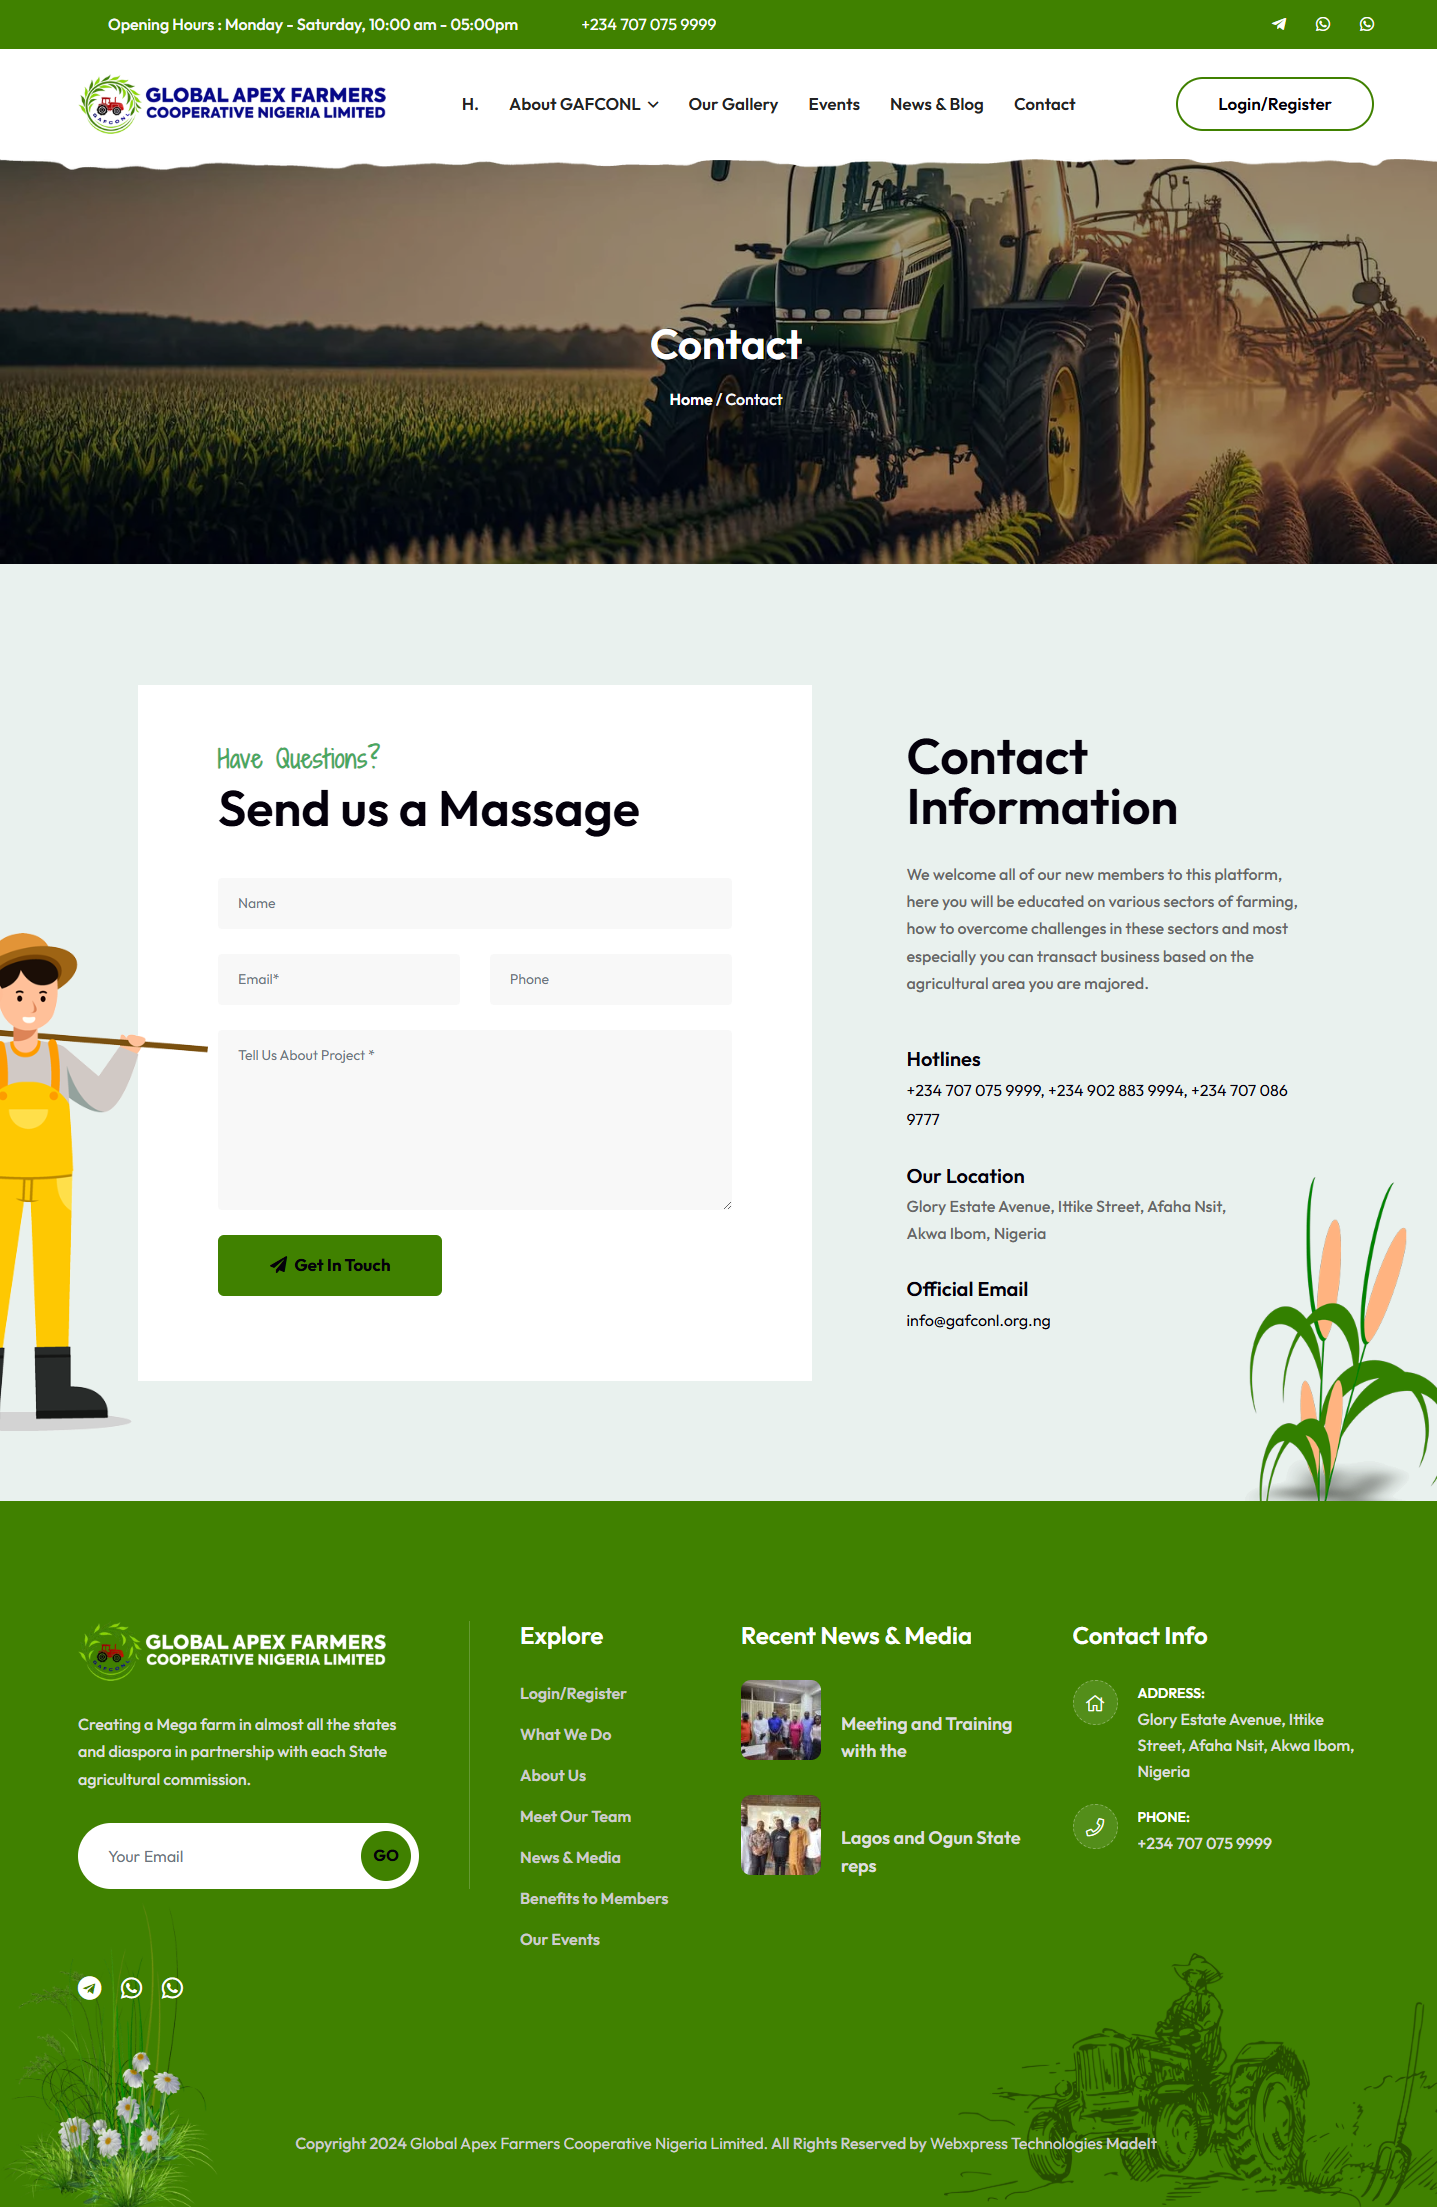 Opening Hours : Monday - Saturday, 10:00 am - 05:00pm
+234 707 075 9999
GLOBAL APEX FARMERS
COOPERATIVE NIGERIA LIMITED
GAFCONL
H.
About GAFCONL
Our Gallery
Events
News & Blog
Contact
Login/Register
Contact
Home / Contact
Have Questions?
Send us a Massage
Name
Email*
Phone
Tell Us About Project *
Get In Touch
Contact
Information
We welcome all of our new members to this platform,
here you will be educated on various sectors of farming,
how to overcome challenges in these sectors and most
especially you can transact business based on the
agricultural area you are majored.
Hotlines
+234 707 075 9999, +234 902 883 9994, +234 707 086
9777
Our Location
Glory Estate Avenue, Ittike Street, Afaha Nsit,
Akwa Ibom, Nigeria
Official Email
info@gafconl.org.ng
GLOBAL APEX FARMERS
COOPERATIVE NIGERIA LIMITED
GAFCONL
Creating a Mega farm in almost all the states
and diaspora in partnership with each State
agricultural commission.
Your Email
GO
Explore
Login/Register
What We Do
About Us
Meet Our Team
News & Media
Benefits to Members
Our Events
Recent News & Media
Meeting and Training
with the
Lagos and Ogun State
reps
Contact Info
ADDRESS:
Glory Estate Avenue, Ittike
Street, Afaha Nsit, Akwa Ibom,
Nigeria
PHONE:
+234 707 075 9999
Copyright 2024 Global Apex Farmers Cooperative Nigeria Limited. All Rights Reserved by Webxpress Technologies MadeIt